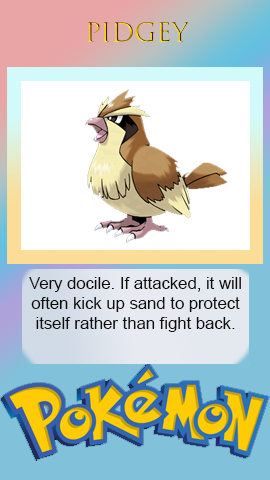 PIDGEY
Very docile. If attacked, it will
often kick up sand to protect
itself rather than fight back.
POKéMON